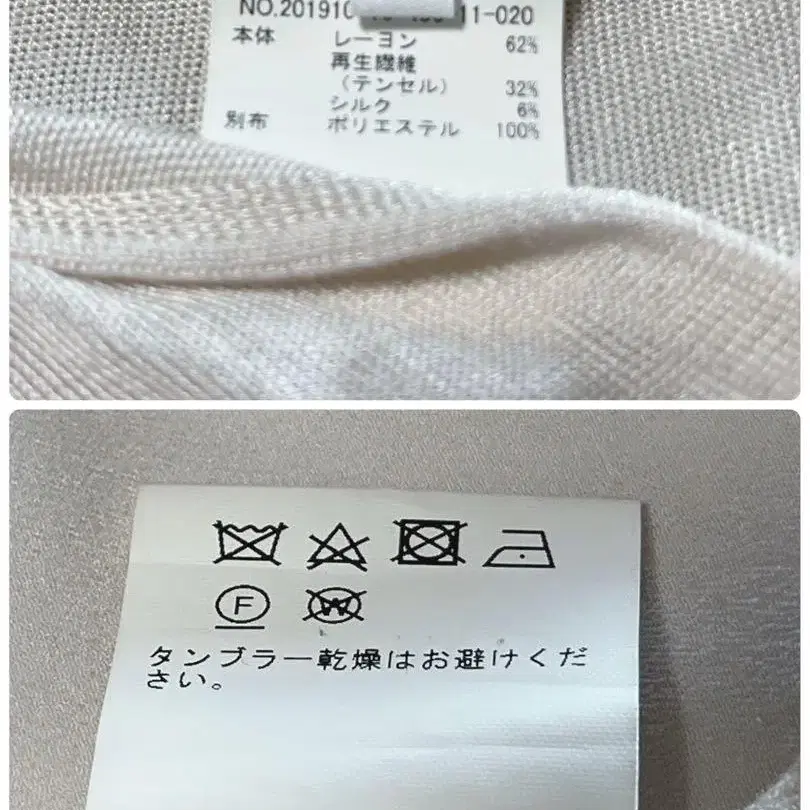 NO.201910
11-020
本体 レーヨン 62%
再生繊維
(テンセル) 32%
シルク 6%
別布 ポリエステル 100%
F
W
タンブラー乾燥はお避けくだ
さい。